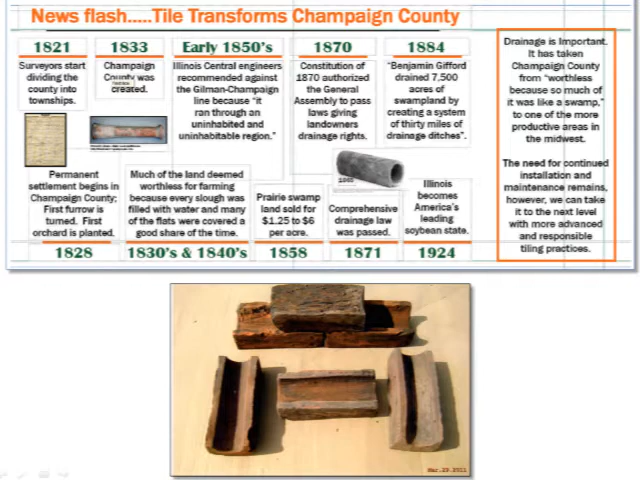 News flash.....Tile Transforms Champaign County
1821
Surveyors start
dividing the
county into
townships.
1833
Champaign
County was
created.
Early 1850's
Illinois Central engineers
recommended against
the Gilman-Champaign
line because "it
ran through an
uninhabited and
uninhabitable region."
1870
Constitution of
1870 authorized
the General
Assembly to pass
laws giving
landowners
drainage rights.
1884
"Benjamin Gifford
drained 7,500
acres of
swampland by
creating a system
of thirty miles of
drainage ditches".
Permanent
settlement begins in
Champaign County;
First furrow is
turned. First
orchard is planted.
1828
Much of the land deemed
worthless for farming
because every slough was
filled with water and many
of the flats were covered a
good share of the time.
1830's & 1840's
Prairie swamp
land sold for
$1.25 to $6
per acre.
1858
Comprehensive
drainage law
was passed.
1871
Illinois
becomes
America's
leading
soybean state.
1924
Drainage is Important.
It has taken
Champaign County
from "worthless
because so much of
it was like a swamp,"
to one of the more
productive areas in
the midwest.
The need for continued
installation and
maintenance remains,
however, we can take
it to the next level
with more advanced
and responsible
tiling practices.
Mar.29.2011